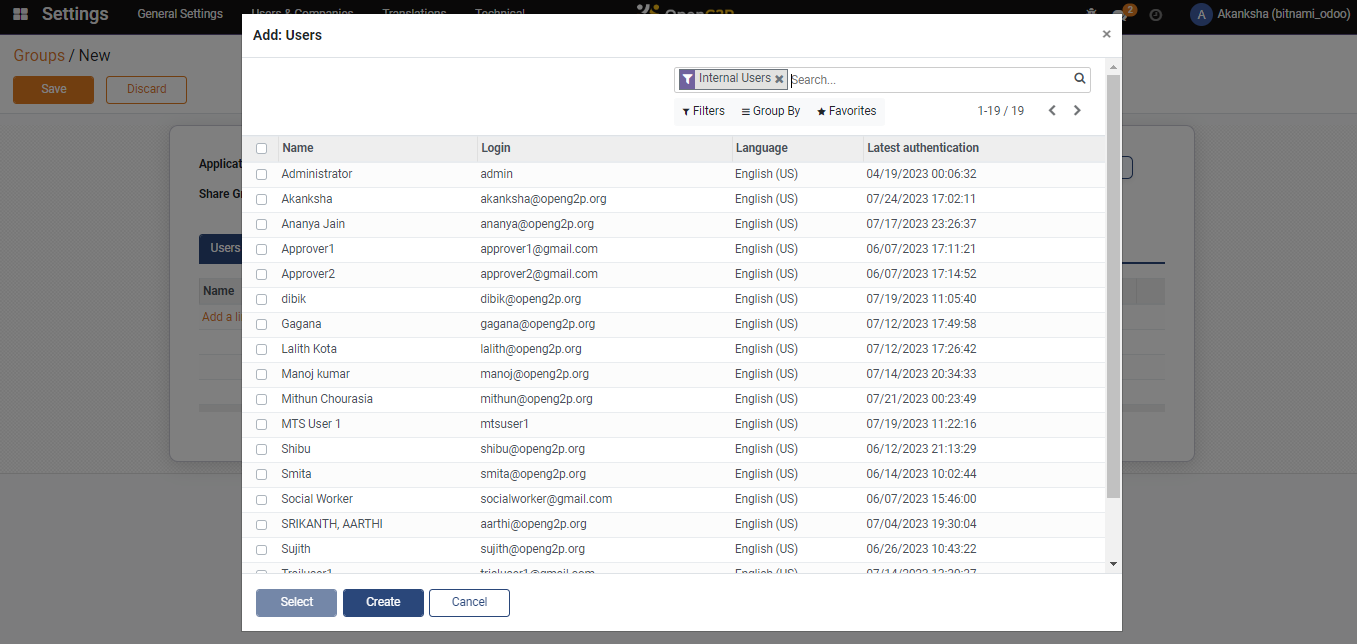 Settings General Settings Users & Companies Translations Technical OpenG2P 2 A Akanksha (bitnami_odoo)
Add: Users ×
Groups / New
Save Discard
Internal Users ✖ Search...
Filters Group By Favorites 1-19 / 19
Name Login Language Latest authentication
Administrator admin English (US) 04/19/2023 00:06:32
Akanksha akanksha@openg2p.org English (US) 07/24/2023 17:02:11
Ananya Jain ananya@openg2p.org English (US) 07/17/2023 23:26:37
Approver1 approver1@gmail.com English (US) 06/07/2023 17:11:21
Approver2 approver2@gmail.com English (US) 06/07/2023 17:14:52
dibik dibik@openg2p.org English (US) 07/19/2023 11:05:40
Gagana gagana@openg2p.org English (US) 07/12/2023 17:49:58
Lalith Kota lalith@openg2p.org English (US) 07/12/2023 17:26:42
Manoj kumar manoj@openg2p.org English (US) 07/14/2023 20:34:33
Mithun Chourasia mithun@openg2p.org English (US) 07/21/2023 00:23:49
MTS User 1 mtsuser1 English (US) 07/19/2023 11:22:16
Shibu shibu@openg2p.org English (US) 06/12/2023 21:13:29
Smita smita@openg2p.org English (US) 06/14/2023 10:02:44
Social Worker socialworker@gmail.com English (US) 06/07/2023 15:46:00
SRIKANTH, AARTHI aarthi@openg2p.org English (US) 07/04/2023 19:30:04
Sujith sujith@openg2p.org English (US) 06/26/2023 10:43:22
English (US)
Applicat
Share Gr
Users
Name
Add a li
Select Create Cancel